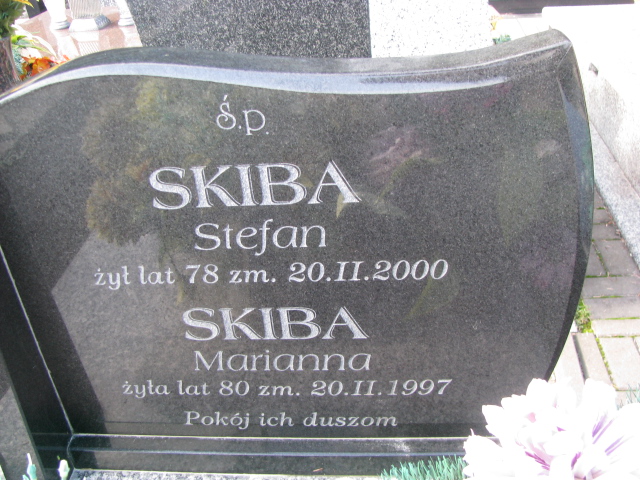 Ś.p.
SKIBA
Stefan
żył lat 78 zm. 20.II.2000
SKIBA
Marianna
żyła lat 80 zm. 20.II.1997
Pokój ich duszom